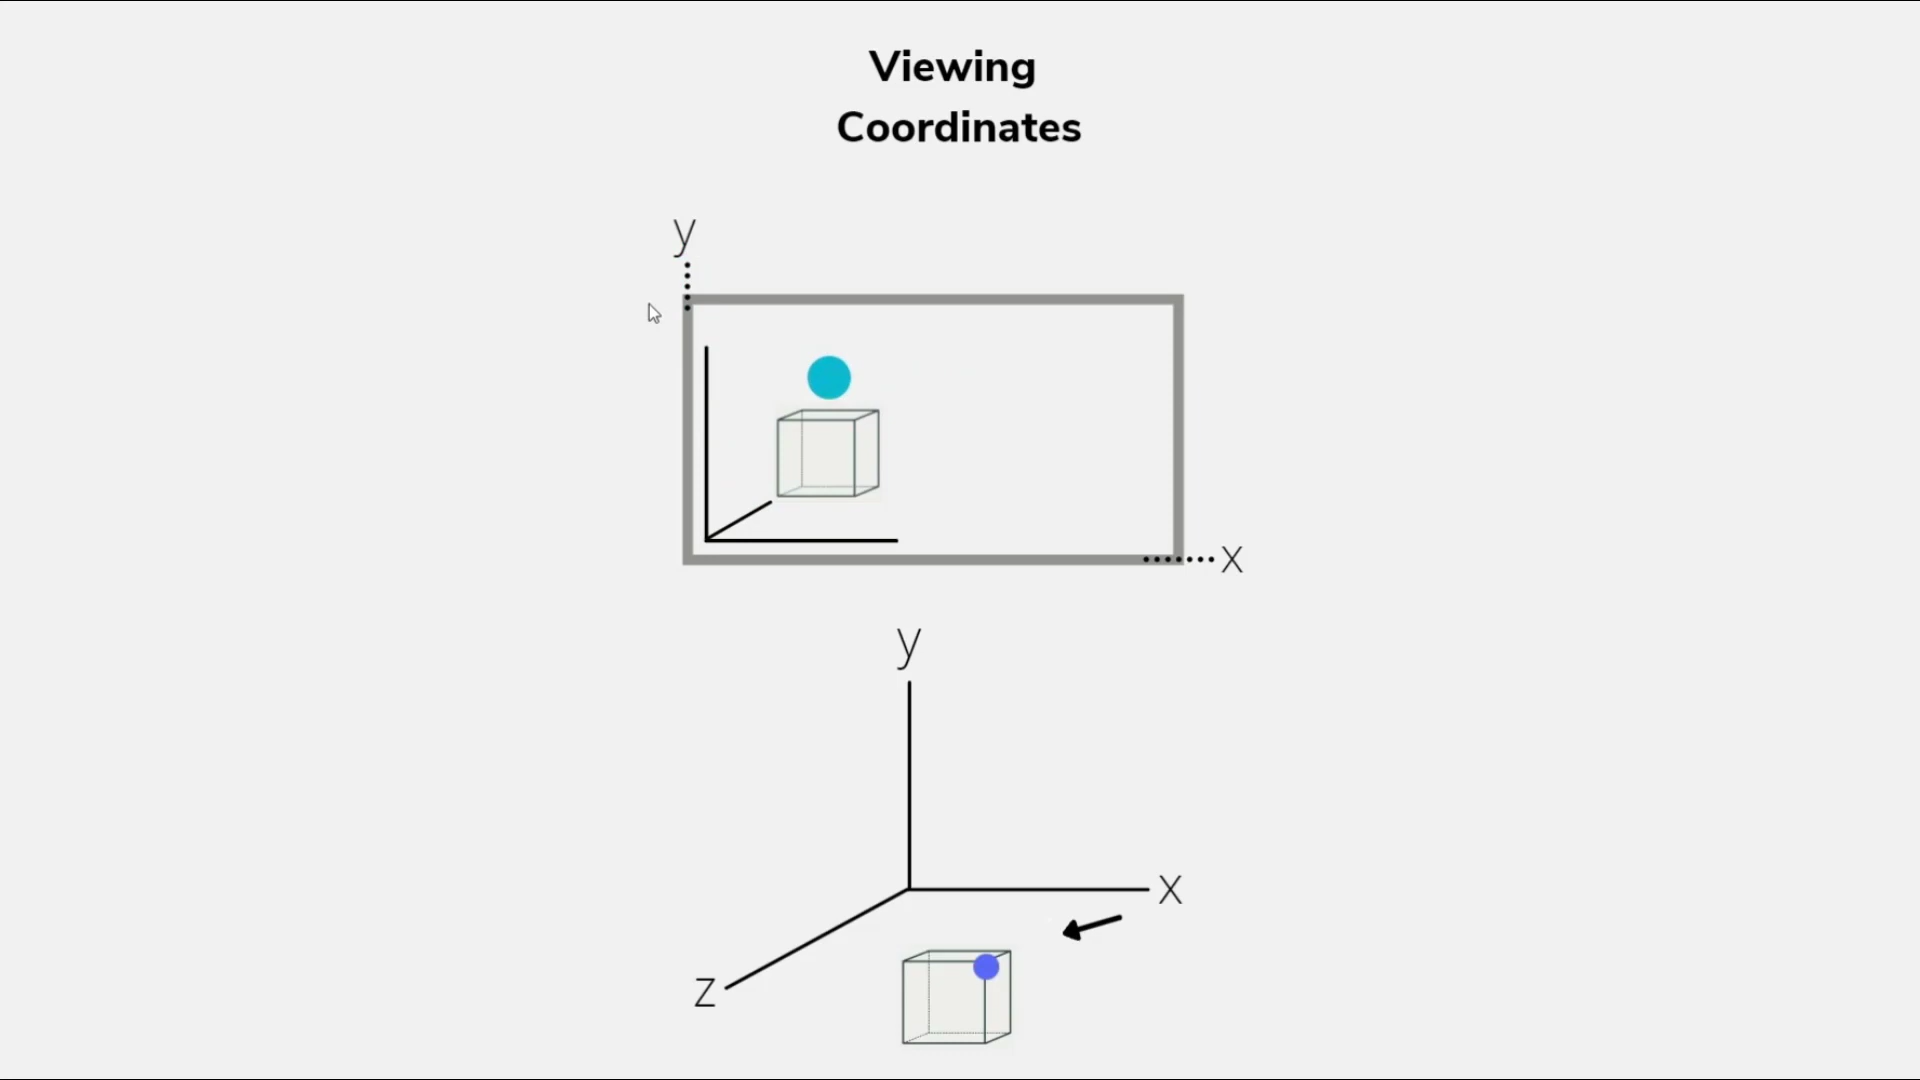 Viewing
Coordinates
y
x
y
x
z